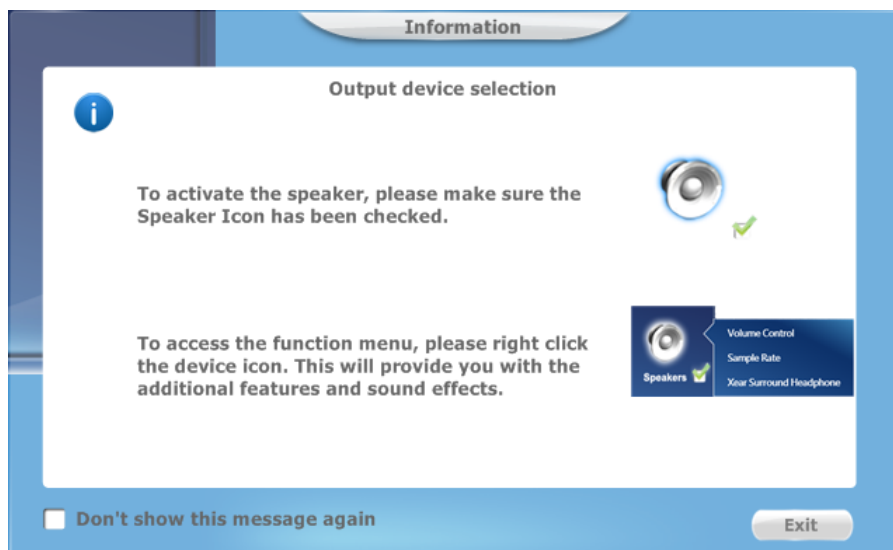 Information
Output device selection
To activate the speaker, please make sure the
Speaker Icon has been checked.
To access the function menu, please right click
the device icon. This will provide you with the
additional features and sound effects.
Speakers
Volume Control
Sample Rate
Xear Surround Headphone
Don't show this message again
Exit